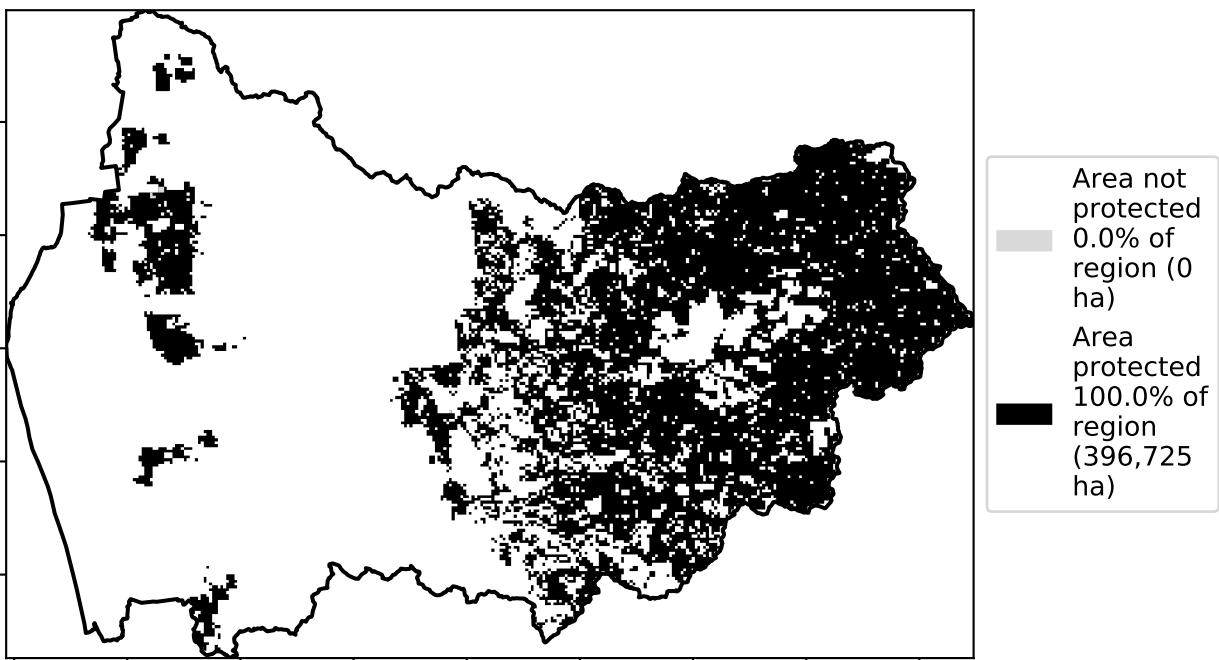 Area not
protected
0.0% of
region (0
ha)
Area
protected
100.0% of
region
(396,725
ha)